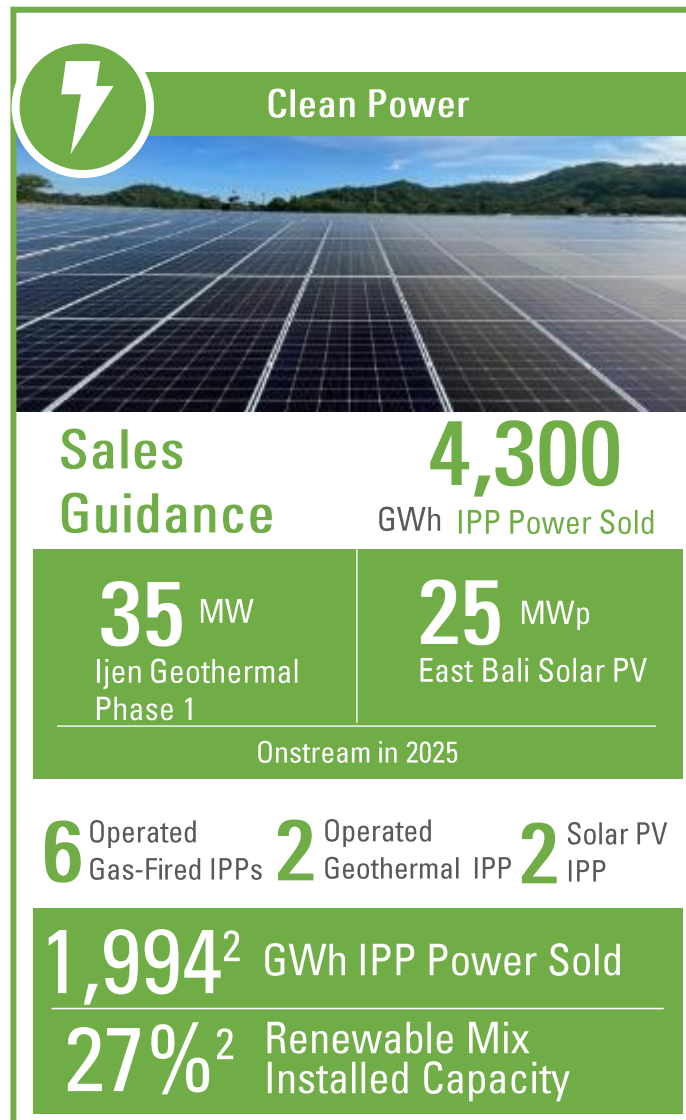 Clean Power
Sales
Guidance
4,300
GWh IPP Power Sold
35 MW
Ijen Geothermal
Phase 1
25 MWp
East Bali Solar PV
Onstream in 2025
6 Operated
Gas-Fired IPPs
2 Operated
Geothermal IPP
2 Solar PV
IPP
1,994² GWh IPP Power Sold
27%² Renewable Mix
Installed Capacity